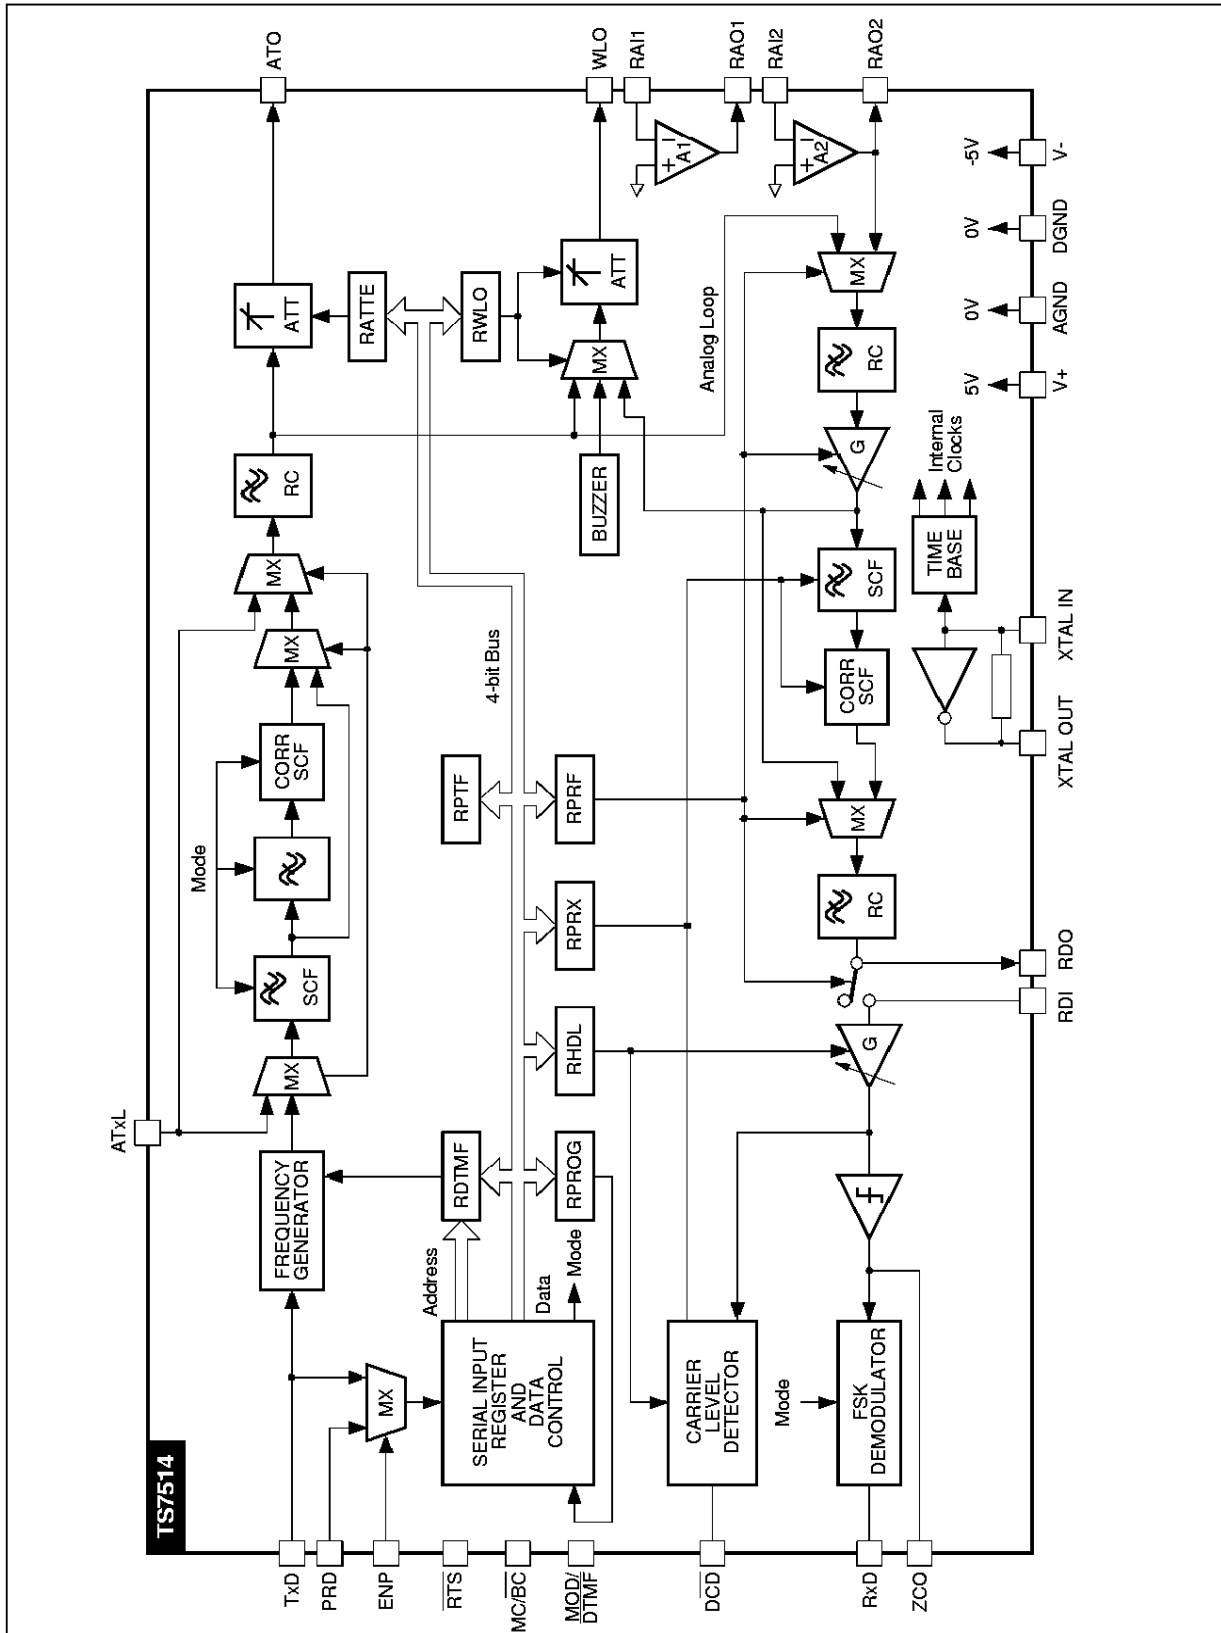 TS7514
ATxL
ATO
WLO
RAI1
RAO1
RAI2
RAO2
TxD
PRD
ENP
RTS
MC/BC
MOD/
DTMF
DCD
RxD
ZCO
FREQUENCY
GENERATOR
MX
SCF
Mode
CORR
SCF
MX
MX
RC
ATT
RATTE
RWLO
MX
ATT
BUZZER
MX
SERIAL INPUT
REGISTER
AND
DATA
CONTROL
Address
Data
Mode
RDTMF
RPROG
RHDL
RPRX
RPTF
RPRF
4-bit Bus
A1
+
–
A2
+
–
Analog Loop
MX
RC
G
SCF
CORR
SCF
MX
RC
G
CARRIER
LEVEL
DETECTOR
Mode
FSK
DEMODULATOR
TIME
BASE
Internal
Clocks
RDI
RDO
XTAL OUT
XTAL IN
5V
V+
0V
AGND
0V
DGND
-5V
V-